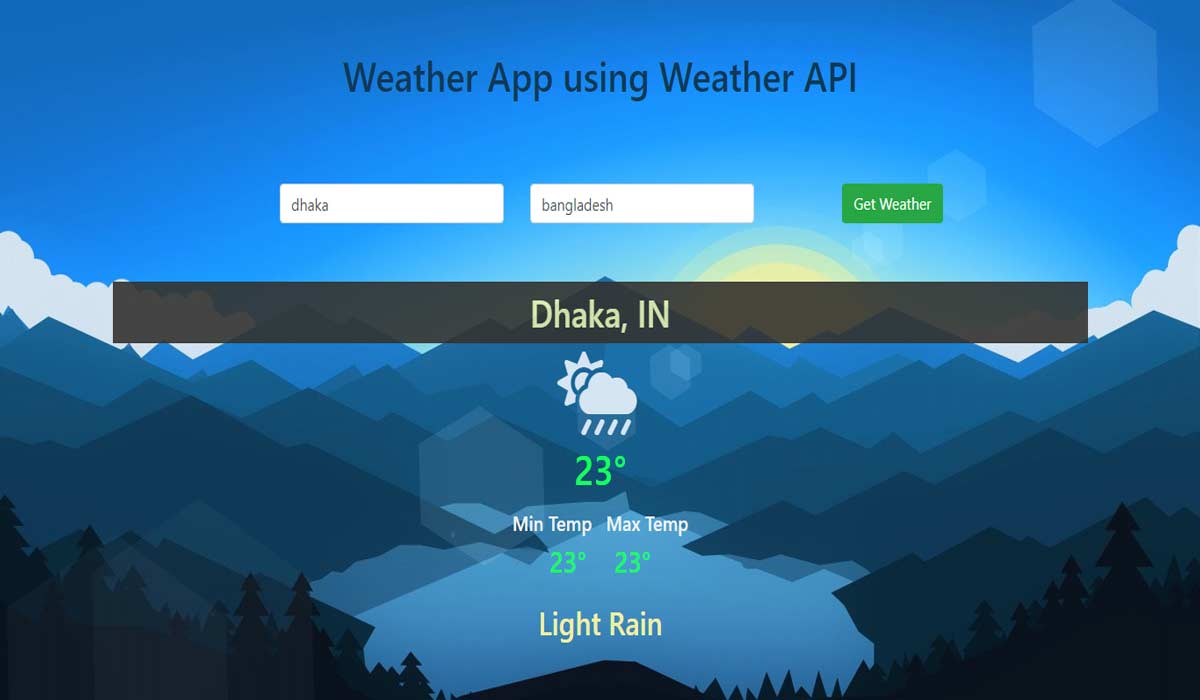 Weather App using Weather API
dhaka bangladesh Get Weather
Dhaka, IN
23°
Min Temp Max Temp
23° 23°
Light Rain